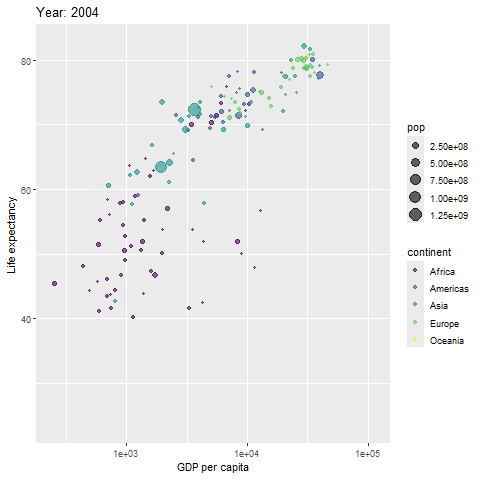 Year: 2004
Life expectancy
80
60
40
1e+03
1e+04
1e+05
GDP per capita
pop
2.50e+08
5.00e+08
7.50e+08
1.00e+09
1.25e+09
continent
Africa
Americas
Asia
Europe
Oceania